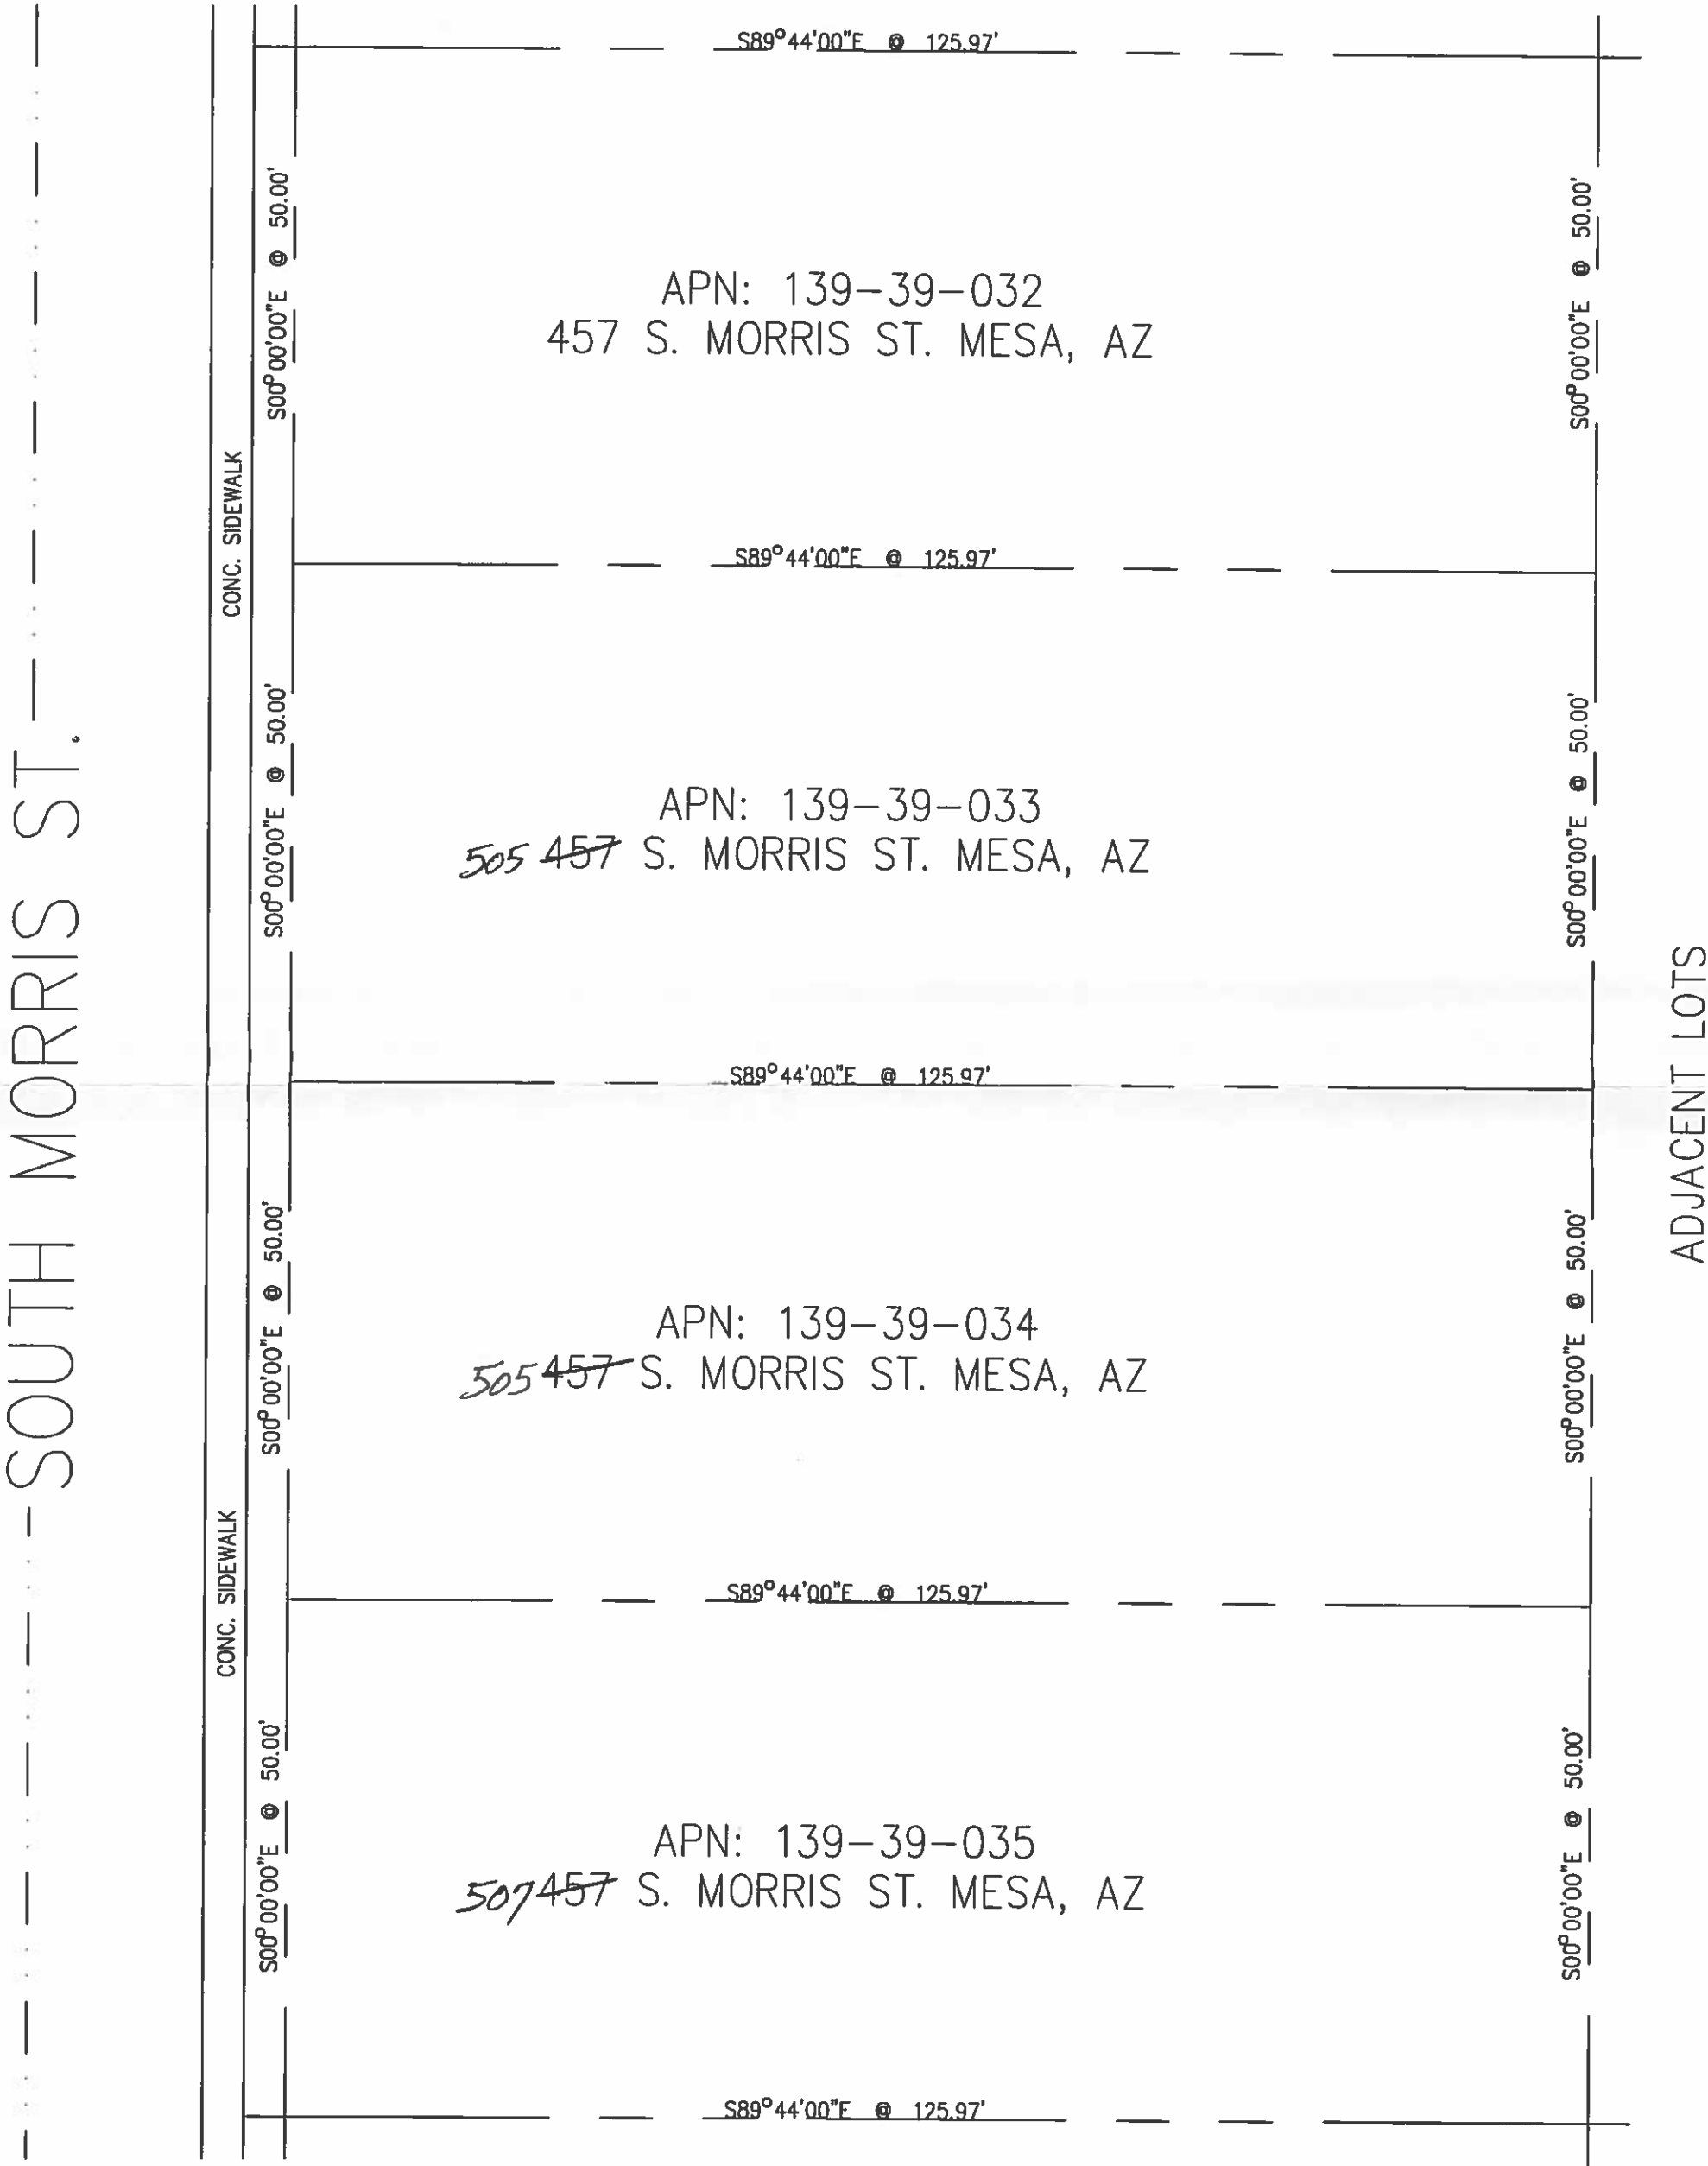 S89°44'00"E @ 125.97'
S00°00'00"E @ 50.00'
S00°00'00"E @ 50.00'
APN: 139-39-032
457 S. MORRIS ST. MESA, AZ
CONC. SIDEWALK
S89°44'00"E @ 125.97'
S00°00'00"E @ 50.00'
S00°00'00"E @ 50.00'
APN: 139-39-033
505 457 S. MORRIS ST. MESA, AZ
SOUTH MORRIS ST.
ADJACENT LOTS
S89°44'00"E @ 125.97'
S00°00'00"E @ 50.00'
S00°00'00"E @ 50.00'
APN: 139-39-034
505 457 S. MORRIS ST. MESA, AZ
CONC. SIDEWALK
S89°44'00"E @ 125.97'
S00°00'00"E @ 50.00'
S00°00'00"E @ 50.00'
APN: 139-39-035
507 457 S. MORRIS ST. MESA, AZ
S89°44'00"E @ 125.97'